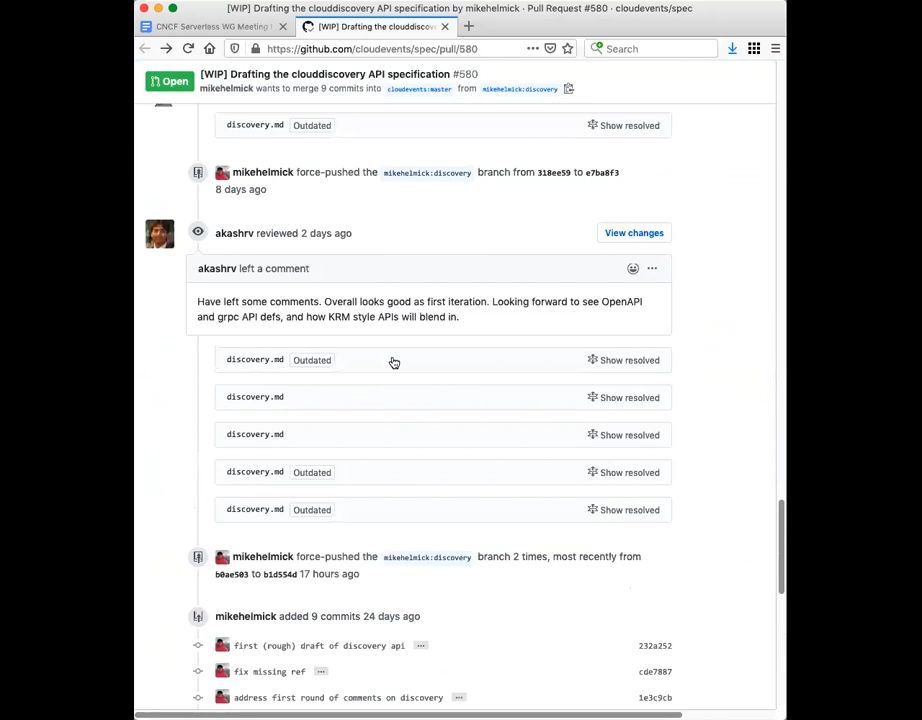 [WIP] Drafting the clouddiscovery API specification by mikehelmick · Pull Request #580 · cloudevents/spec
CNCF Serverless WG Meeting
[WIP] Drafting the clouddiscove
https://github.com/cloudevents/spec/pull/580
Search
Open
[WIP] Drafting the clouddiscovery API specification #580
mikehelmick wants to merge 9 commits into cloudevents:master from mikehelmick:discovery
discovery.md Outdated Show resolved
mikehelmick force-pushed the mikehelmick:discovery branch from 318ee59 to e7ba8f3
8 days ago
akashrv reviewed 2 days ago View changes
akashrv left a comment
Have left some comments. Overall looks good as first iteration. Looking forward to see OpenAPI
and grpc API defs, and how KRM style APIs will blend in.
discovery.md Outdated Show resolved
discovery.md Show resolved
discovery.md Show resolved
discovery.md Outdated Show resolved
discovery.md Outdated Show resolved
mikehelmick force-pushed the mikehelmick:discovery branch 2 times, most recently from
b0ae503 to b1d554d 17 hours ago
mikehelmick added 9 commits 24 days ago
first (rough) draft of discovery api ... 232a252
fix missing ref ... cde7887
address first round of comments on discovery ... 1e3c9cb